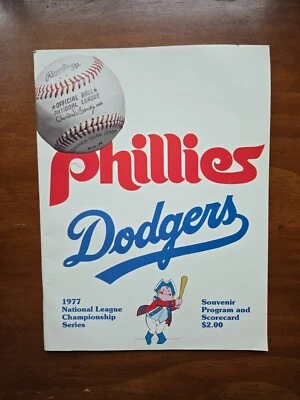 Rawlings
OFFICIAL BALL
NATIONAL LEAGUE
Phillies
Dodgers
1977
National League
Championship
Series
Souvenir
Program and
Scorecard
$2.00